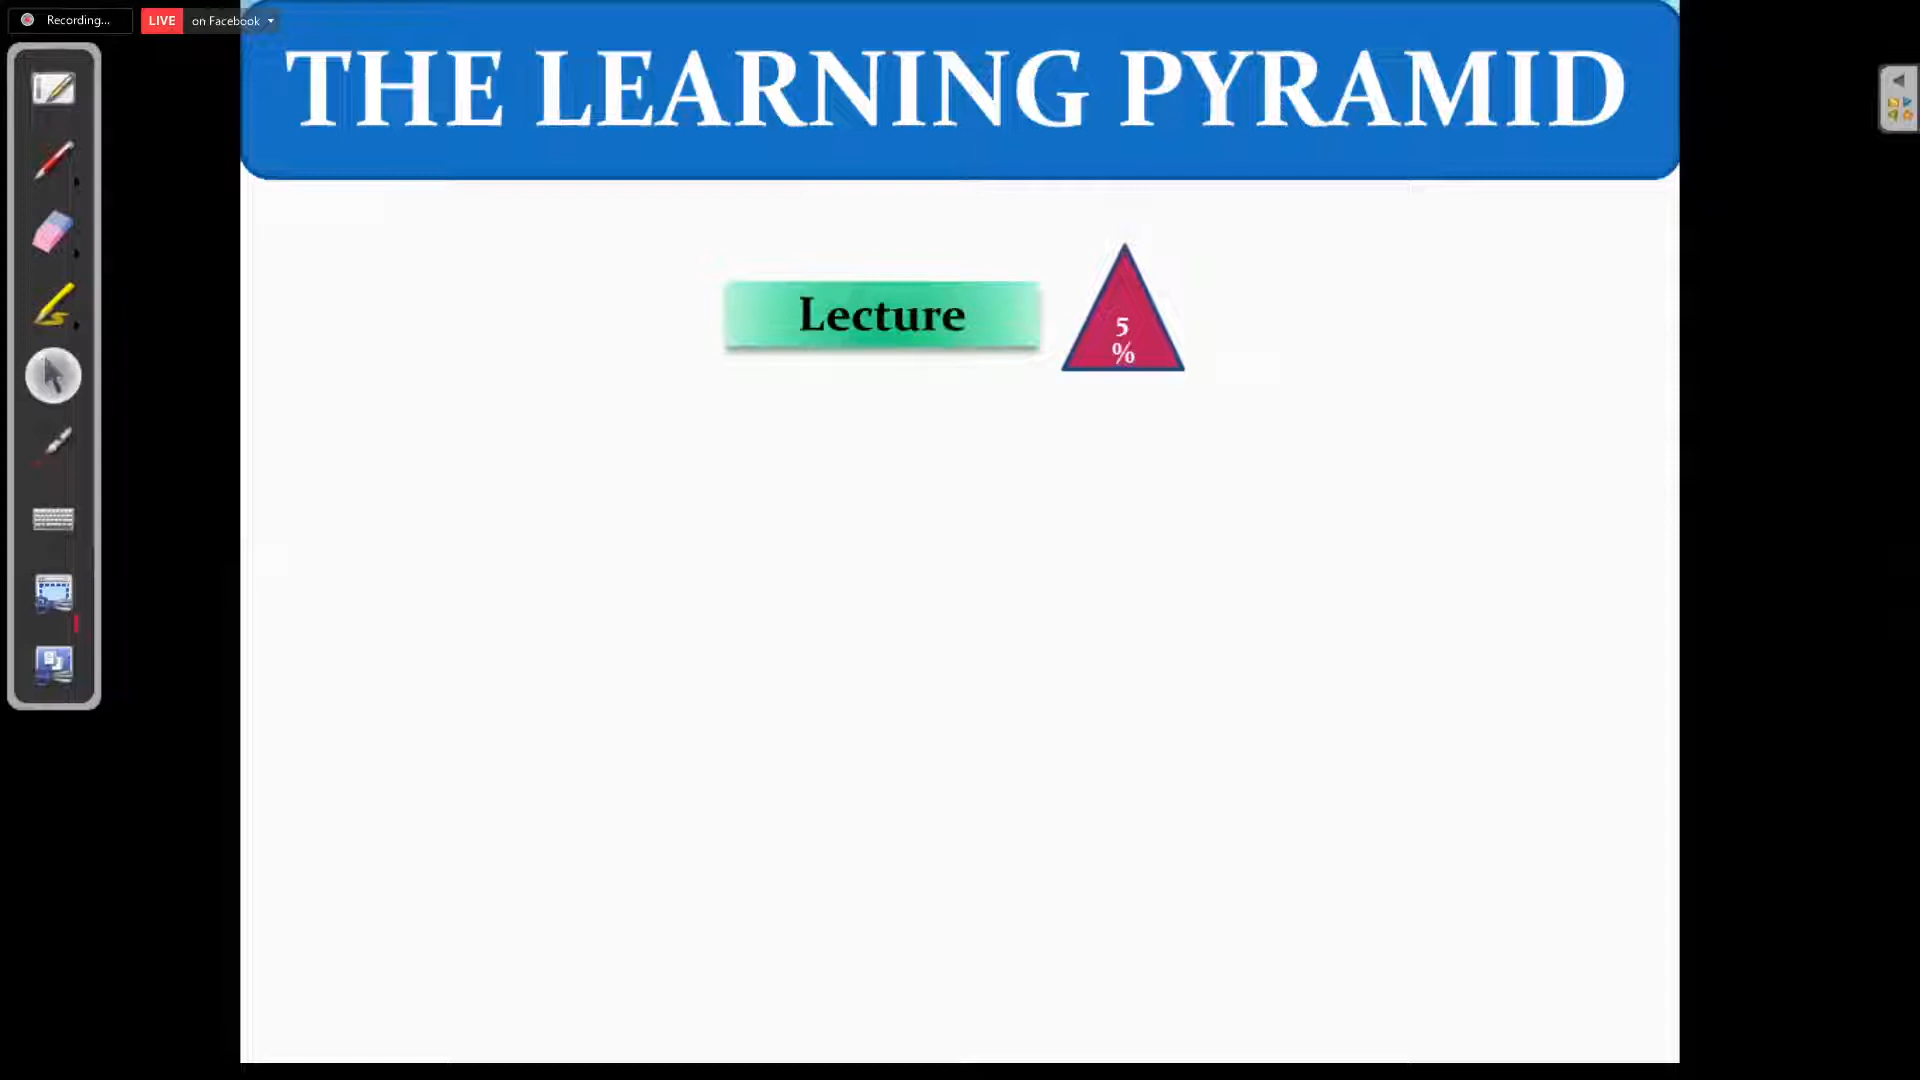 Recording...
LIVE on Facebook
THE LEARNING PYRAMID
Lecture
5
%